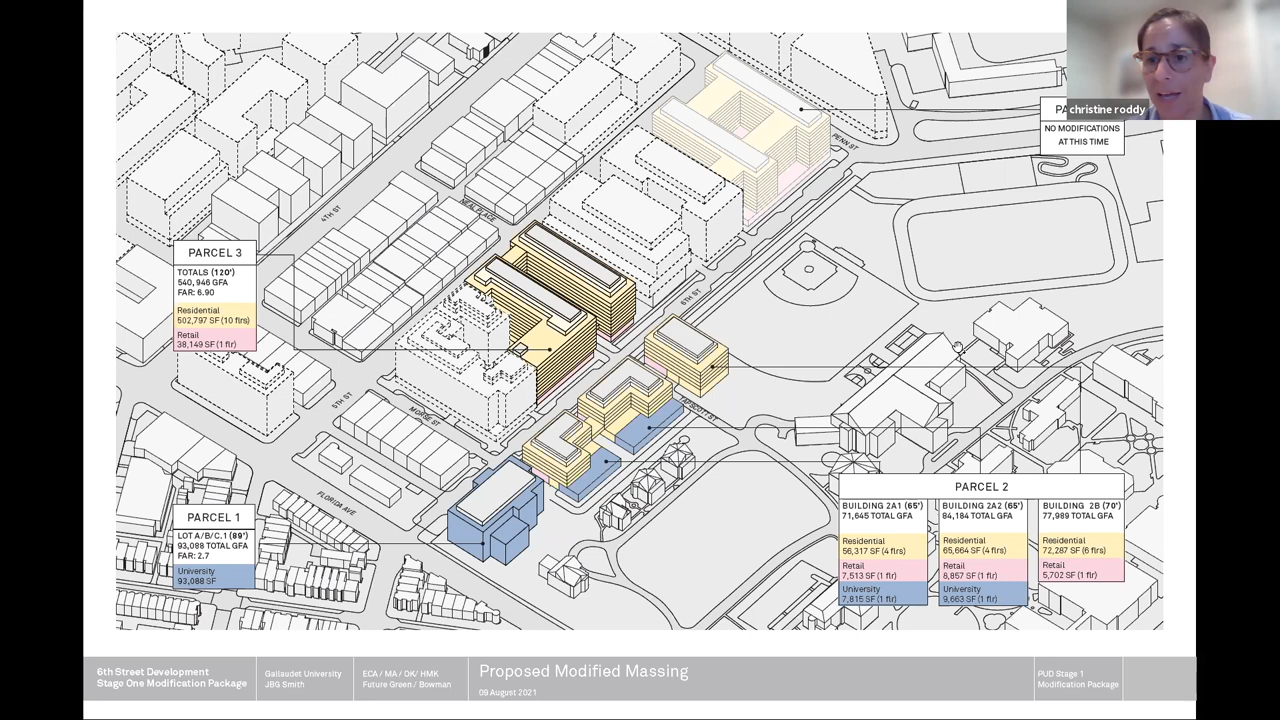 christine roddy
NO MODIFICATIONS
AT THIS TIME
PENN ST
4TH ST
NEAL PLACE
6TH ST
5TH ST
MORSE ST
TAPSCOTT ST
FLORIDA AVE
PARCEL 3
TOTALS (120')
540,946 GFA
FAR: 6.90
Residential
502,797 SF (10 flrs)
Retail
38,149 SF (1 flr)
PARCEL 1
LOT A/B/C.1 (89')
93,088 TOTAL GFA
FAR: 2.7
University
93,088 SF
PARCEL 2
BUILDING 2A1 (65')
71,645 TOTAL GFA
Residential
56,317 SF (4 flrs)
Retail
7,513 SF (1 flr)
University
7,815 SF (1 flr)
BUILDING 2A2 (65')
84,184 TOTAL GFA
Residential
65,664 SF (4 flrs)
Retail
8,857 SF (1 flr)
University
9,663 SF (1 flr)
BUILDING 2B (70')
77,989 TOTAL GFA
Residential
72,287 SF (6 flrs)
Retail
5,702 SF (1 flr)
6th Street Development
Stage One Modification Package
Gallaudet University
JBG Smith
ECA / MA / DK/ HMK
Future Green / Bowman
Proposed Modified Massing
09 August 2021
PUD Stage 1
Modification Package